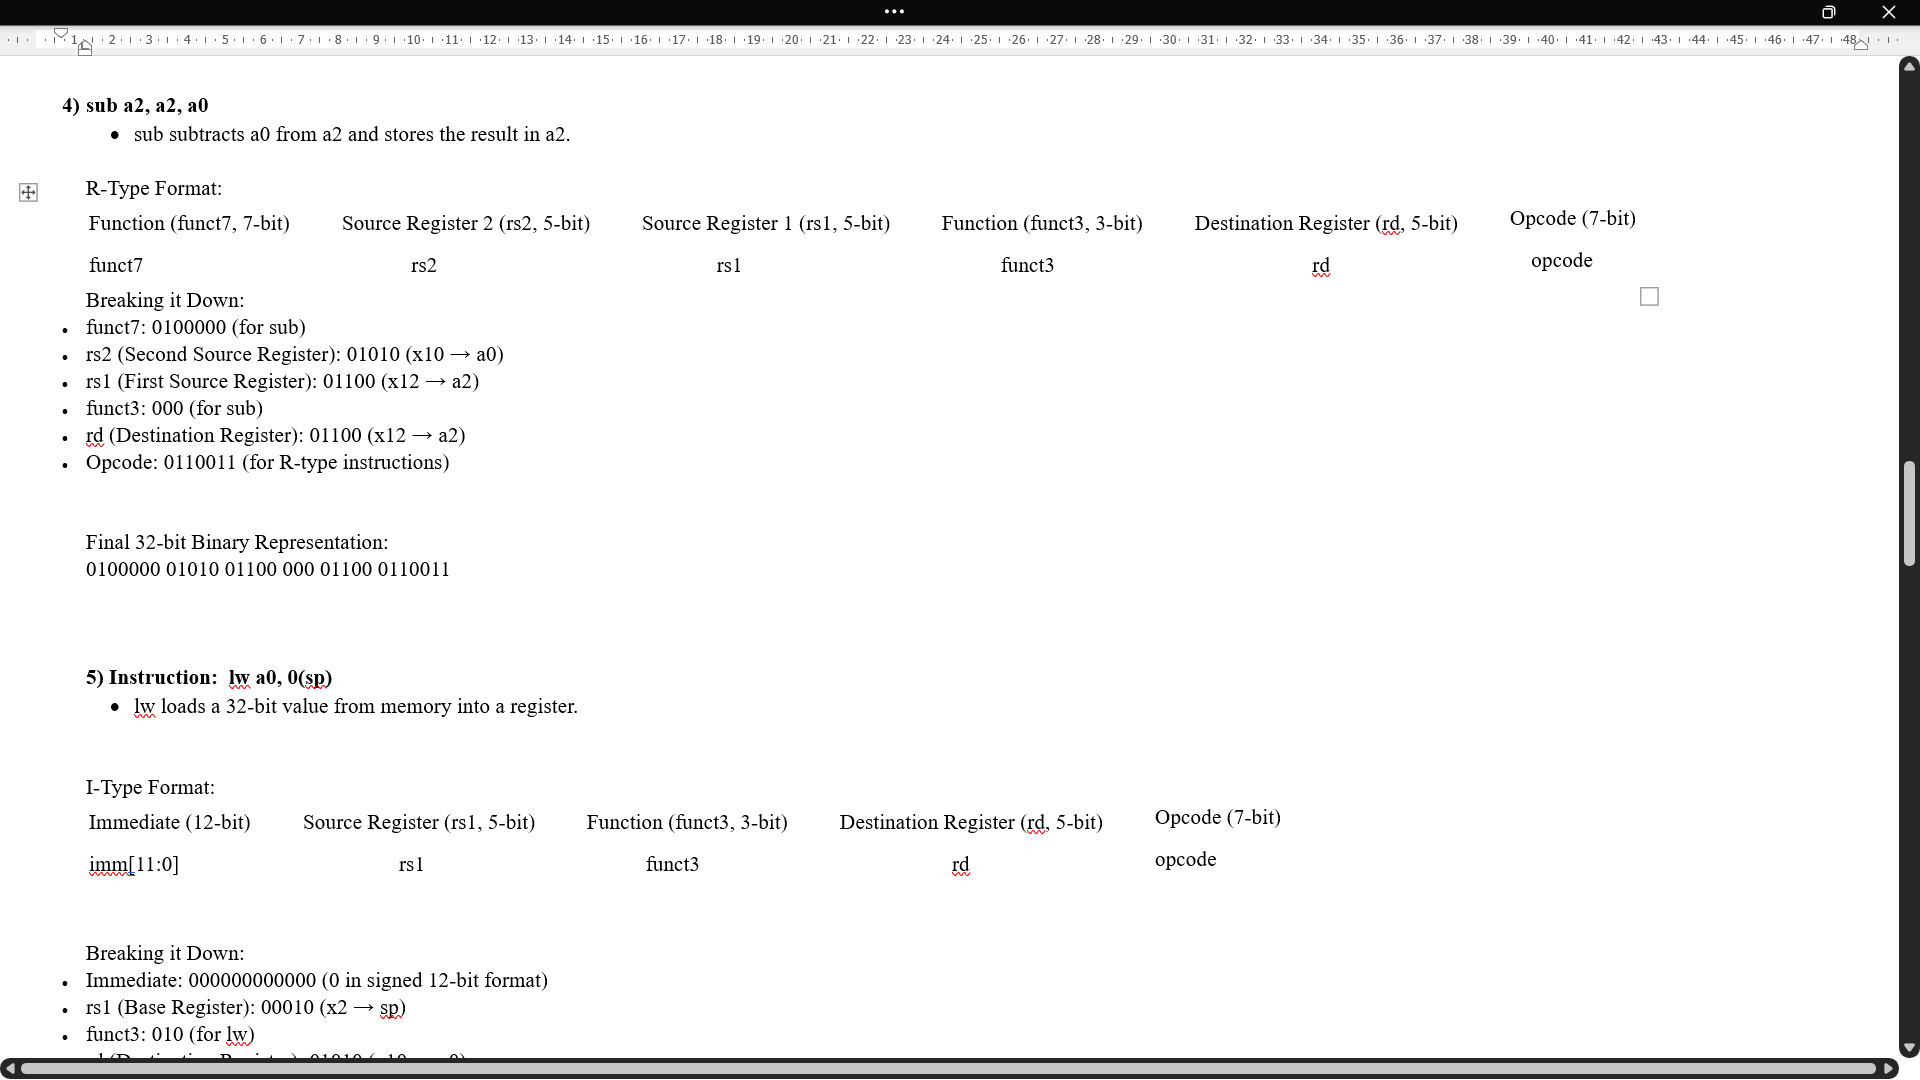 1 · 2 · 3 · 4 · 5 · 6 · 7 · 8 · 9 · 10 · 11 · 12 · 13 · 14 · 15 · 16 · 17 · 18 · 19 · 20 · 21 · 22 · 23 · 24 · 25 · 26 · 27 · 28 · 29 · 30 · 31 · 32 · 33 · 34 · 35 · 36 · 37 · 38 · 39 · 40 · 41 · 42 · 43 · 44 · 45 · 46 · 47 · 48
4) sub a2, a2, a0
• sub subtracts a0 from a2 and stores the result in a2.
R-Type Format:
Function (funct7, 7-bit) Source Register 2 (rs2, 5-bit) Source Register 1 (rs1, 5-bit) Function (funct3, 3-bit) Destination Register (rd, 5-bit) Opcode (7-bit)
funct7 rs2 rs1 funct3 rd opcode
Breaking it Down:
• funct7: 0100000 (for sub)
• rs2 (Second Source Register): 01010 (x10 → a0)
• rs1 (First Source Register): 01100 (x12 → a2)
• funct3: 000 (for sub)
• rd (Destination Register): 01100 (x12 → a2)
• Opcode: 0110011 (for R-type instructions)
Final 32-bit Binary Representation:
0100000 01010 01100 000 01100 0110011
5) Instruction: lw a0, 0(sp)
• lw loads a 32-bit value from memory into a register.
I-Type Format:
Immediate (12-bit) Source Register (rs1, 5-bit) Function (funct3, 3-bit) Destination Register (rd, 5-bit) Opcode (7-bit)
imm[11:0] rs1 funct3 rd opcode
Breaking it Down:
• Immediate: 000000000000 (0 in signed 12-bit format)
• rs1 (Base Register): 00010 (x2 → sp)
• funct3: 010 (for lw)